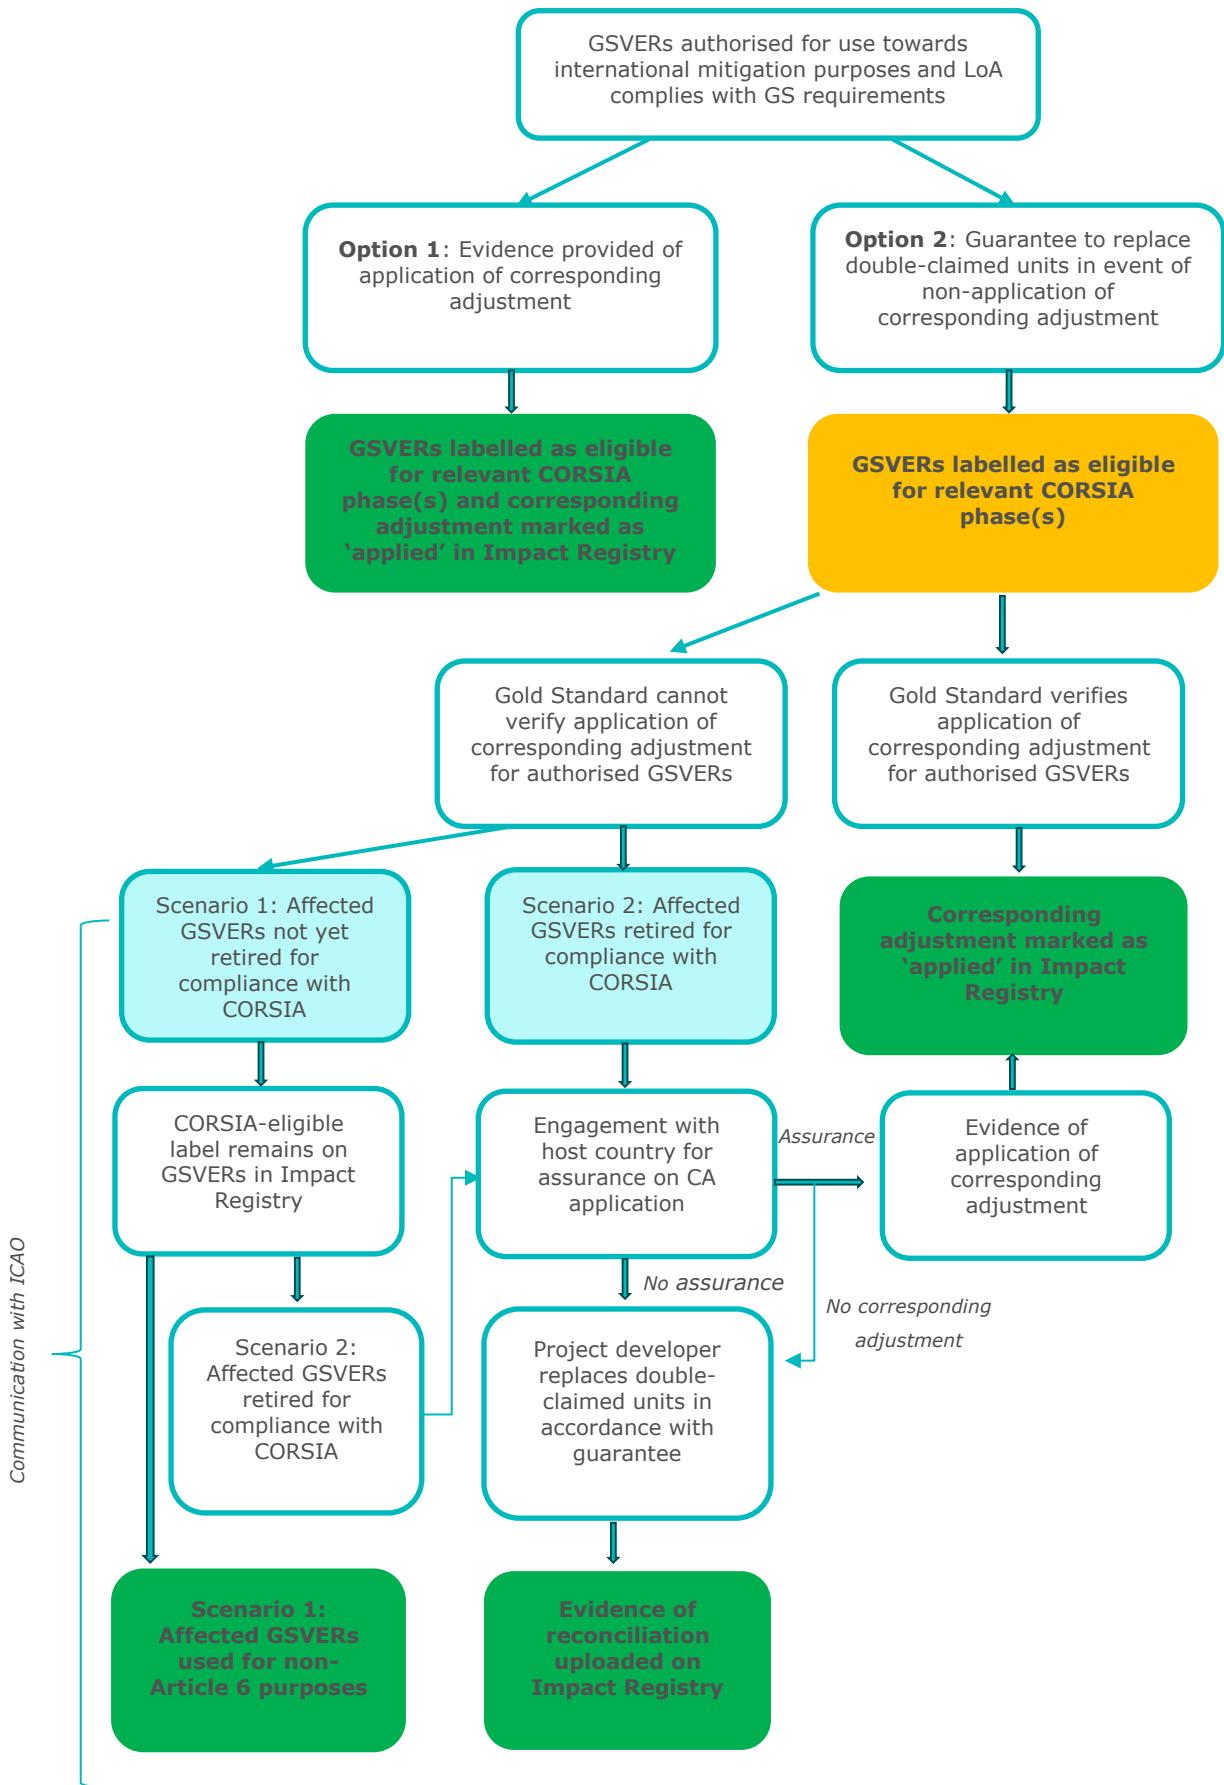 GSVERs authorised for use towards
international mitigation purposes and LoA
complies with GS requirements
Option 1: Evidence provided of
application of corresponding
adjustment
Option 2: Guarantee to replace
double-claimed units in event of
non-application of
corresponding adjustment
GSVERs labelled as eligible
for relevant CORSIA
phase(s) and corresponding
adjustment marked as
‘applied’ in Impact Registry
GSVERs labelled as eligible
for relevant CORSIA
phase(s)
Gold Standard cannot
verify application of
corresponding adjustment
for authorised GSVERs
Gold Standard verifies
application of
corresponding adjustment
for authorised GSVERs
Scenario 1: Affected
GSVERs not yet
retired for
compliance with
CORSIA
Scenario 2: Affected
GSVERs retired for
compliance with
CORSIA
Corresponding
adjustment marked as
‘applied’ in Impact
Registry
CORSIA-eligible
label remains on
GSVERs in Impact
Registry
Engagement with
host country for
assurance on CA
application
Assurance
Evidence of
application of
corresponding
adjustment
No assurance
No corresponding
adjustment
Communication with ICAO
Scenario 2:
Affected GSVERs
retired for
compliance with
CORSIA
Project developer
replaces double-
claimed units in
accordance with
guarantee
Scenario 1:
Affected GSVERs
used for non-
Article 6 purposes
Evidence of
reconciliation
uploaded on
Impact Registry